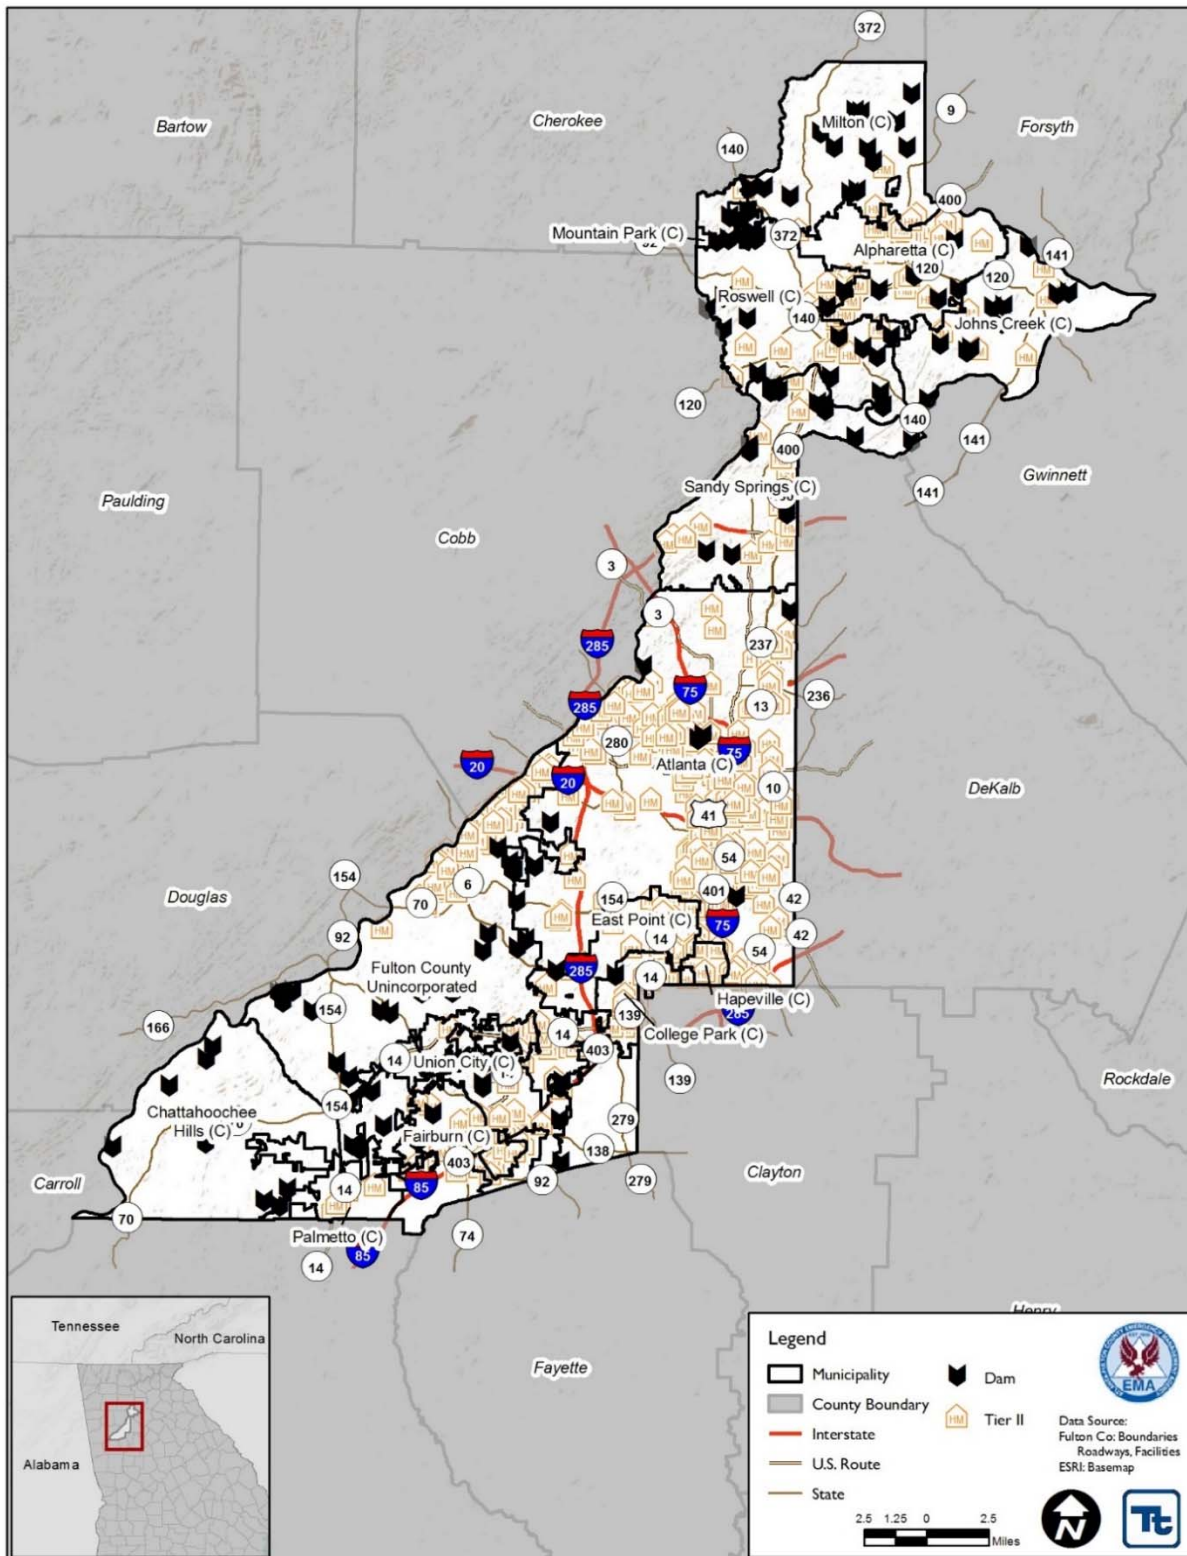 372
Bartow
Cherokee
9
Forsyth
Milton (C)
140
400
Mountain Park (C)
92
372
Alpharetta (C)
141
120
120
Roswell (C)
140
Johns Creek (C)
120
140
141
400
Gwinnett
Sandy Springs (C)
141
Paulding
Cobb
3
3
285
237
75
236
285
13
280
75
20
Atlanta (C)
20
10
DeKalb
41
54
154
6
401
Douglas
70
154
42
East Point (C)
75
92
14
42
54
Fulton County
Unincorporated
285
14
Hapeville (C)
154
139
285
166
14
College Park (C)
14
403
Union City (C)
139
Rockdale
Chattahoochee
Hills (C)
154
279
Fairburn (C)
138
403
Clayton
Carroll
14
85
92
279
70
Palmetto (C)
74
85
14
Henry
Fayette
Tennessee
North Carolina
Alabama
Legend
Municipality
County Boundary
Interstate
U.S. Route
State
Dam
HM Tier II
EMA
Data Source:
Fulton Co: Boundaries
Roadways, Facilities
ESRI: Basemap
2.5 1.25 0 2.5
Miles
N
Tt